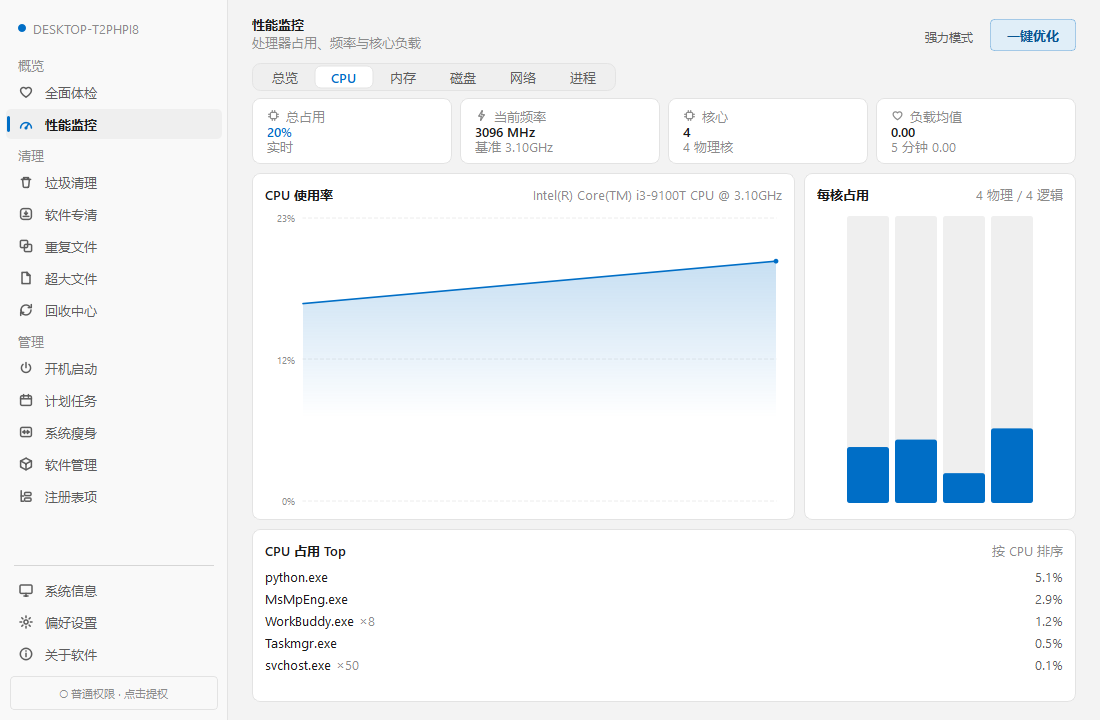 DESKTOP-T2PHPI8
概览
全面体检
性能监控
清理
垃圾清理
软件专清
重复文件
超大文件
回收中心
管理
开机启动
计划任务
系统瘦身
软件管理
注册表项
系统信息
偏好设置
关于软件
普通权限 · 点击提权
性能监控
处理器占用、频率与核心负载
强力模式
一键优化
总览 CPU 内存 磁盘 网络 进程
总占用
20%
实时
当前频率
3096 MHz
基准 3.10GHz
核心
4
4 物理核
负载均值
0.00
5 分钟 0.00
CPU 使用率
Intel(R) Core(TM) i3-9100T CPU @ 3.10GHz
23%
12%
0%
每核占用
4 物理 / 4 逻辑
CPU 占用 Top
按 CPU 排序
python.exe 5.1%
MsMpEng.exe 2.9%
WorkBuddy.exe ×8 1.2%
Taskmgr.exe 0.5%
svchost.exe ×50 0.1%